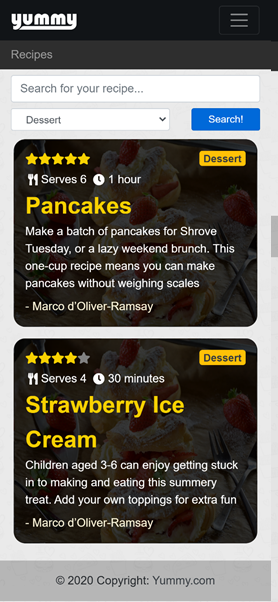 yummy
Recipes
Search for your recipe...
Dessert
Search!
Dessert
Serves 6 1 hour
Pancakes
Make a batch of pancakes for Shrove
Tuesday, or a lazy weekend brunch. This
one-cup recipe means you can make
pancakes without weighing scales
- Marco d'Oliver-Ramsay
Dessert
Serves 4 30 minutes
Strawberry Ice
Cream
Children aged 3-6 can enjoy getting stuck
in to making and eating this summery
treat. Add your own toppings for extra fun
- Marco d'Oliver-Ramsay
© 2020 Copyright: Yummy.com